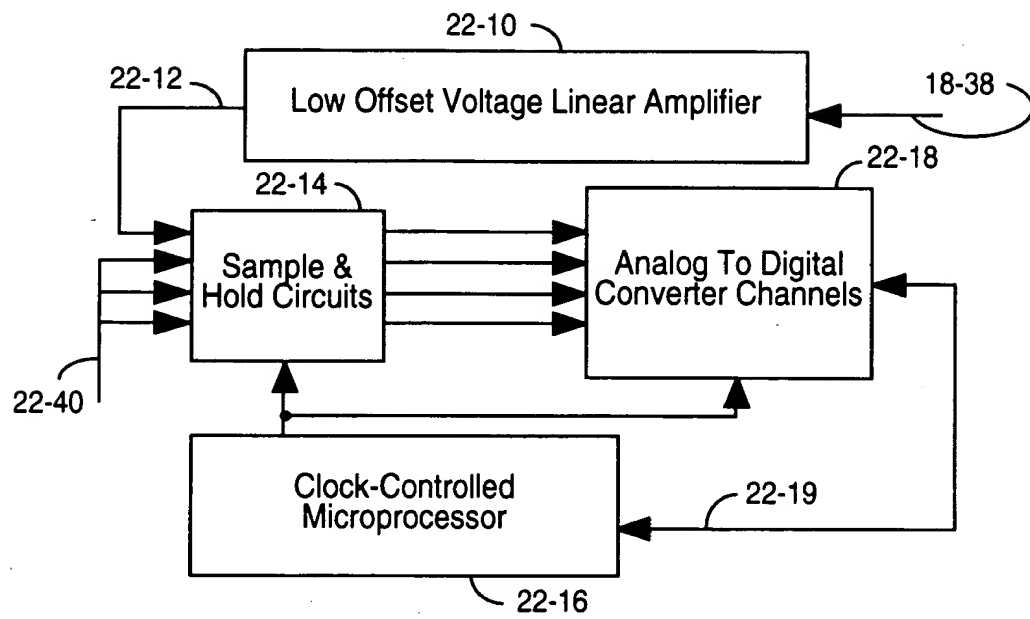 22-10
22-12
Low Offset Voltage Linear Amplifier
18-38
22-14
22-18
Sample &
Hold Circuits
Analog To Digital
Converter Channels
22-40
Clock-Controlled
Microprocessor
22-19
22-16